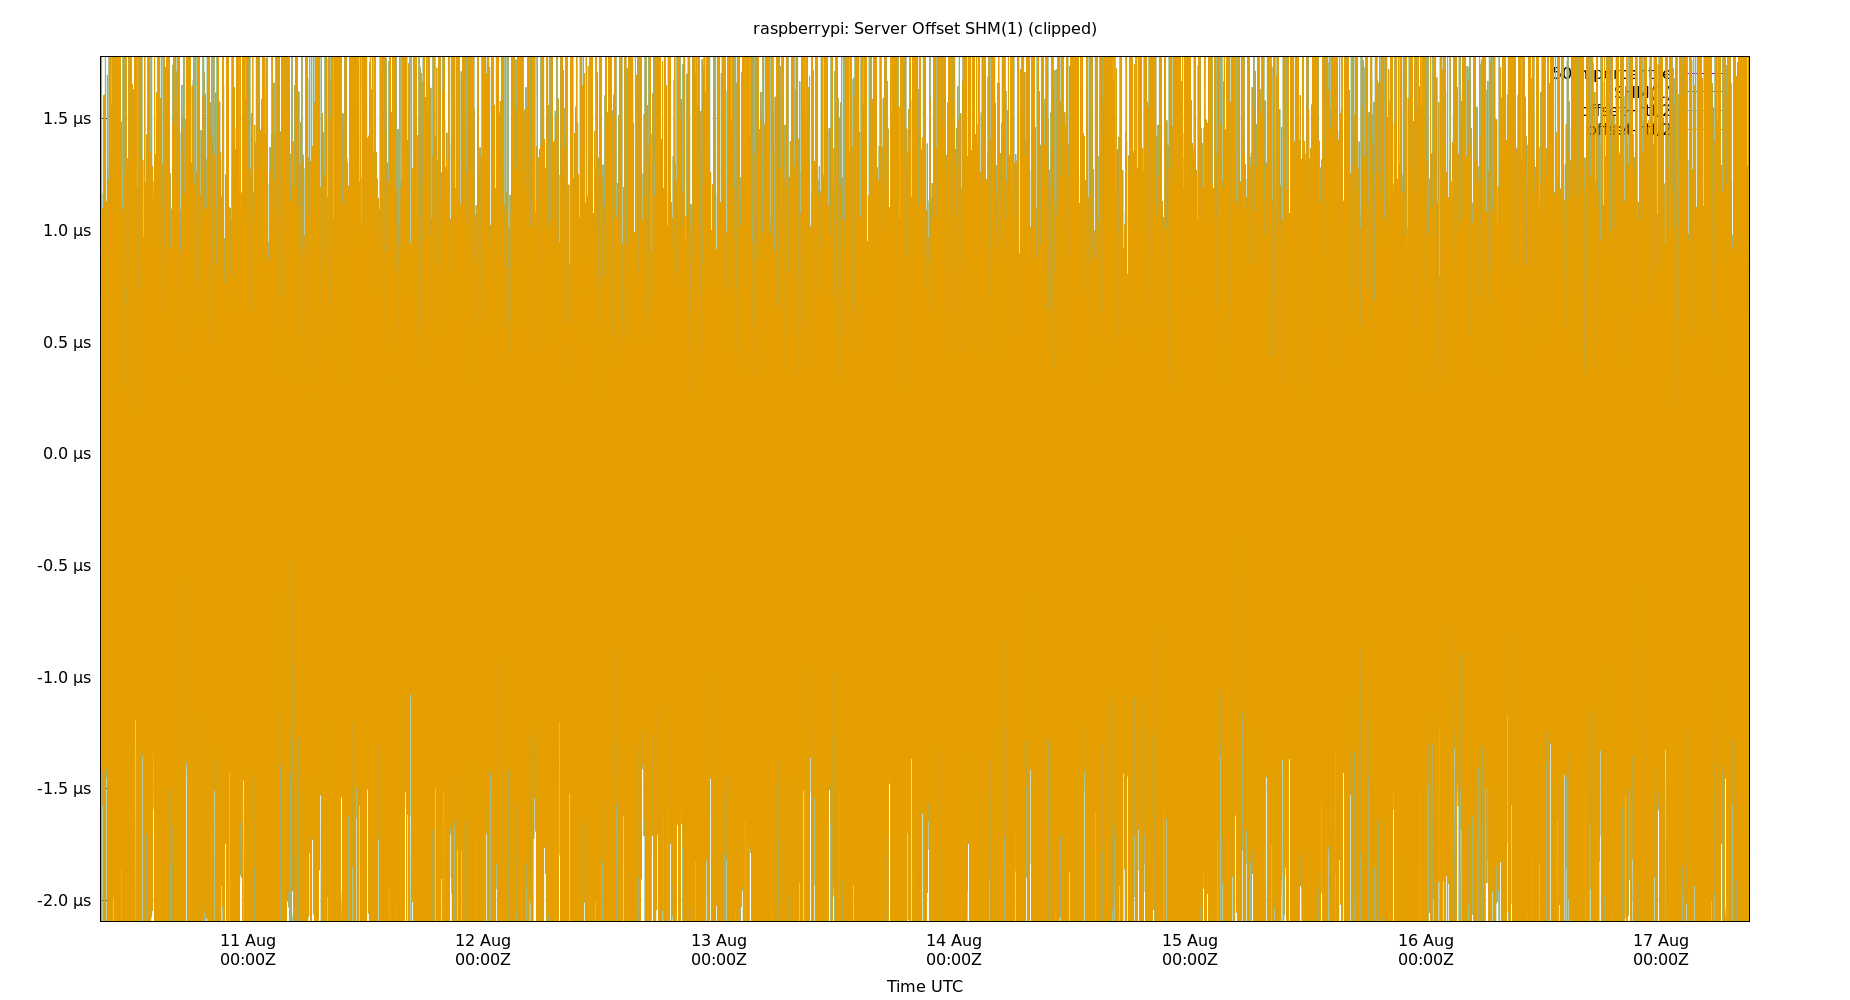 raspberrypi: Server Offset SHM(1) (clipped)
1.5 µs
1.0 µs
0.5 µs
0.0 µs
-0.5 µs
-1.0 µs
-1.5 µs
-2.0 µs
11 Aug
00:00Z
12 Aug
00:00Z
13 Aug
00:00Z
14 Aug
00:00Z
15 Aug
00:00Z
16 Aug
00:00Z
17 Aug
00:00Z
Time UTC